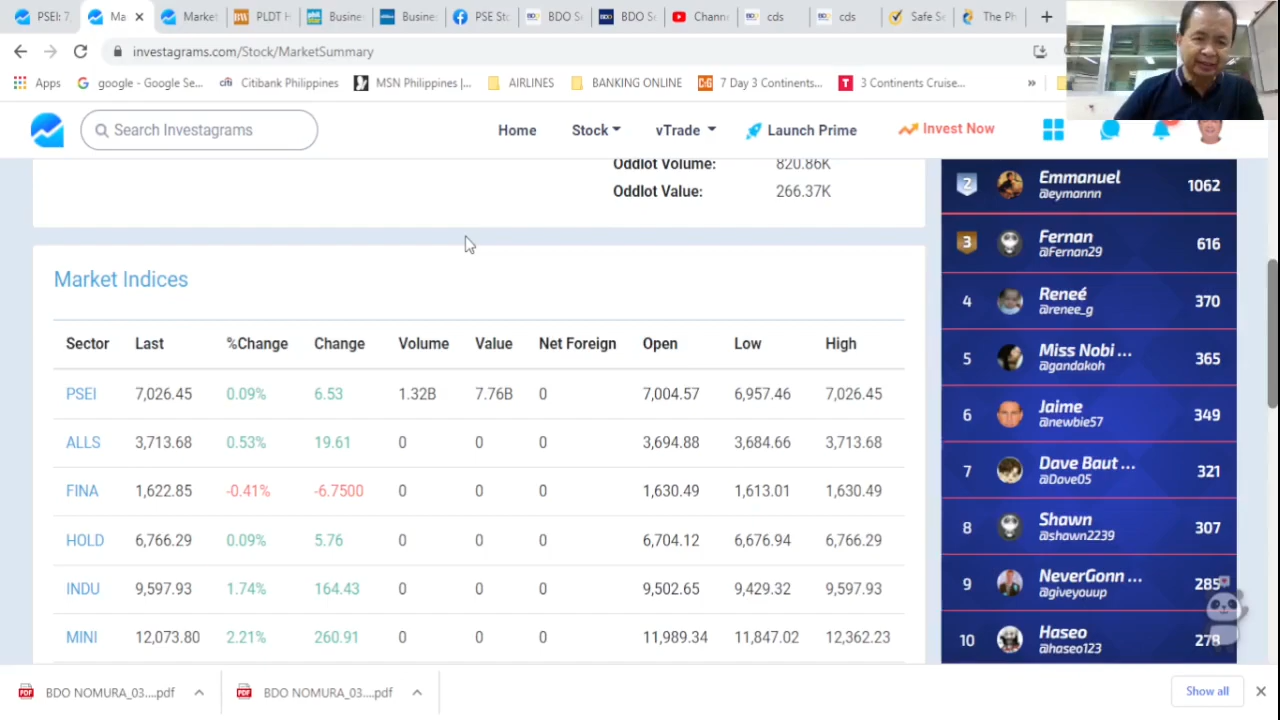 PSEI: 7
Ma
Market
PLDT H
Busine
Busine
PSE Sto
BDO Se
BDO Se
Chann
cds
cds
Safe Sc
The Pi
investagrams.com/Stock/MarketSummary
Apps
google - Google Se...
Citibank Philippines
MSN Philippines |...
AIRLINES
BANKING ONLINE
7 Day 3 Continents...
3 Continents Cruise...
»
Search Investagrams
Home
Stock
vTrade
Launch Prime
Invest Now
Oddlot Volume: 820.86K
Oddlot Value: 266.37K
Market Indices
Sector Last %Change Change Volume Value Net Foreign Open Low High
PSEI 7,026.45 0.09% 6.53 1.32B 7.76B 0 7,004.57 6,957.46 7,026.45
ALLS 3,713.68 0.53% 19.61 0 0 0 3,694.88 3,684.66 3,713.68
FINA 1,622.85 -0.41% -6.7500 0 0 0 1,630.49 1,613.01 1,630.49
HOLD 6,766.29 0.09% 5.76 0 0 0 6,704.12 6,676.94 6,766.29
INDU 9,597.93 1.74% 164.43 0 0 0 9,502.65 9,429.32 9,597.93
MINI 12,073.80 2.21% 260.91 0 0 0 11,989.34 11,847.02 12,362.23
2 Emmanuel 1062
@eymannn
3 Fernan 616
@Fernan29
4 Reneé 370
@renee_g
5 Miss Nobi ... 365
@gandakoh
6 Jaime 349
@newbie57
7 Dave Baut ... 321
@Dave05
8 Shawn 307
@shawn2239
9 NeverGonn ... 285
@giveyouup
10 Haseo 278
@haseo123
BDO NOMURA_03....pdf
BDO NOMURA_03....pdf
Show all